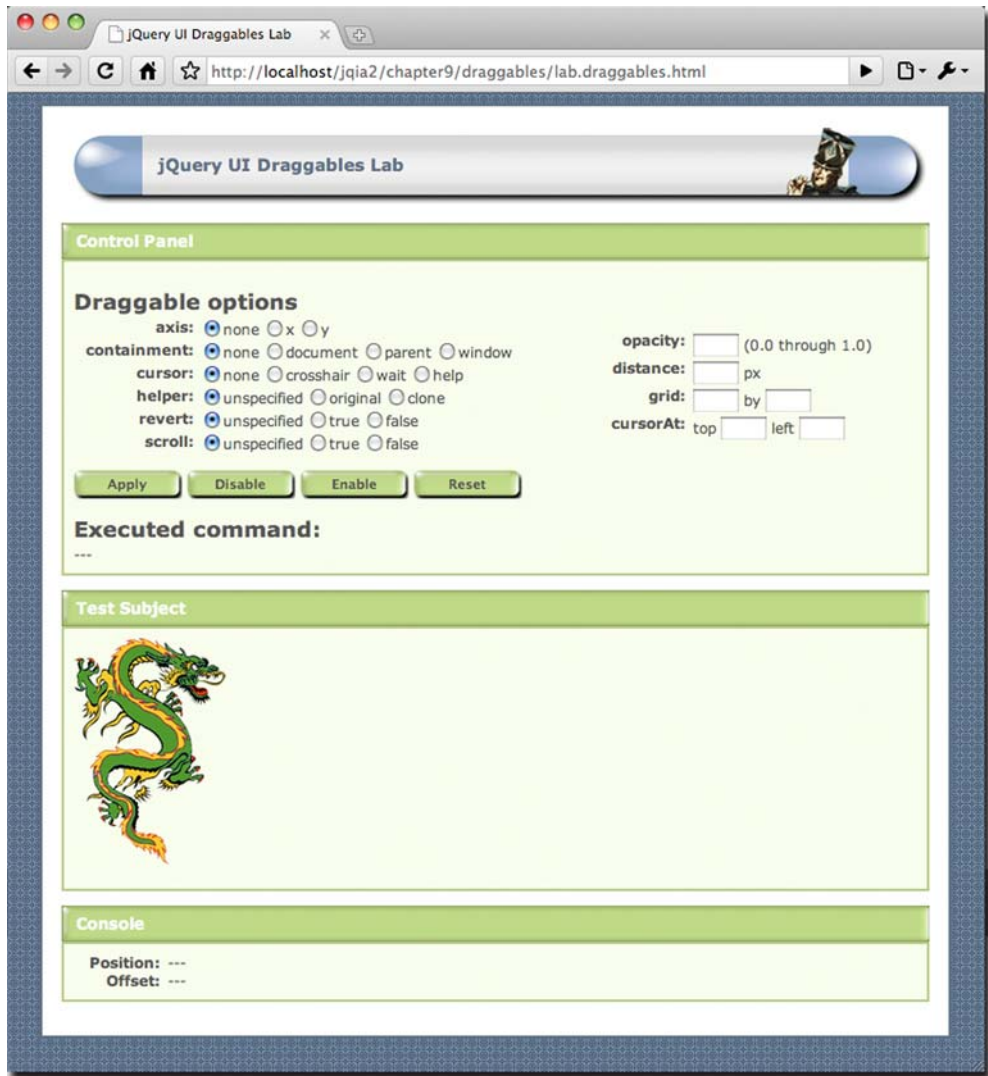 jQuery UI Draggables Lab
http://localhost/jqia2/chapter9/draggables/lab.draggables.html
jQuery UI Draggables Lab
Control Panel
Draggable options
axis: none x y
containment: none document parent window
cursor: none crosshair wait help
helper: unspecified original clone
revert: unspecified true false
scroll: unspecified true false
opacity: (0.0 through 1.0)
distance: px
grid: by
cursorAt: top left
Apply Disable Enable Reset
Executed command:
---
Test Subject
Console
Position: ---
Offset: ---